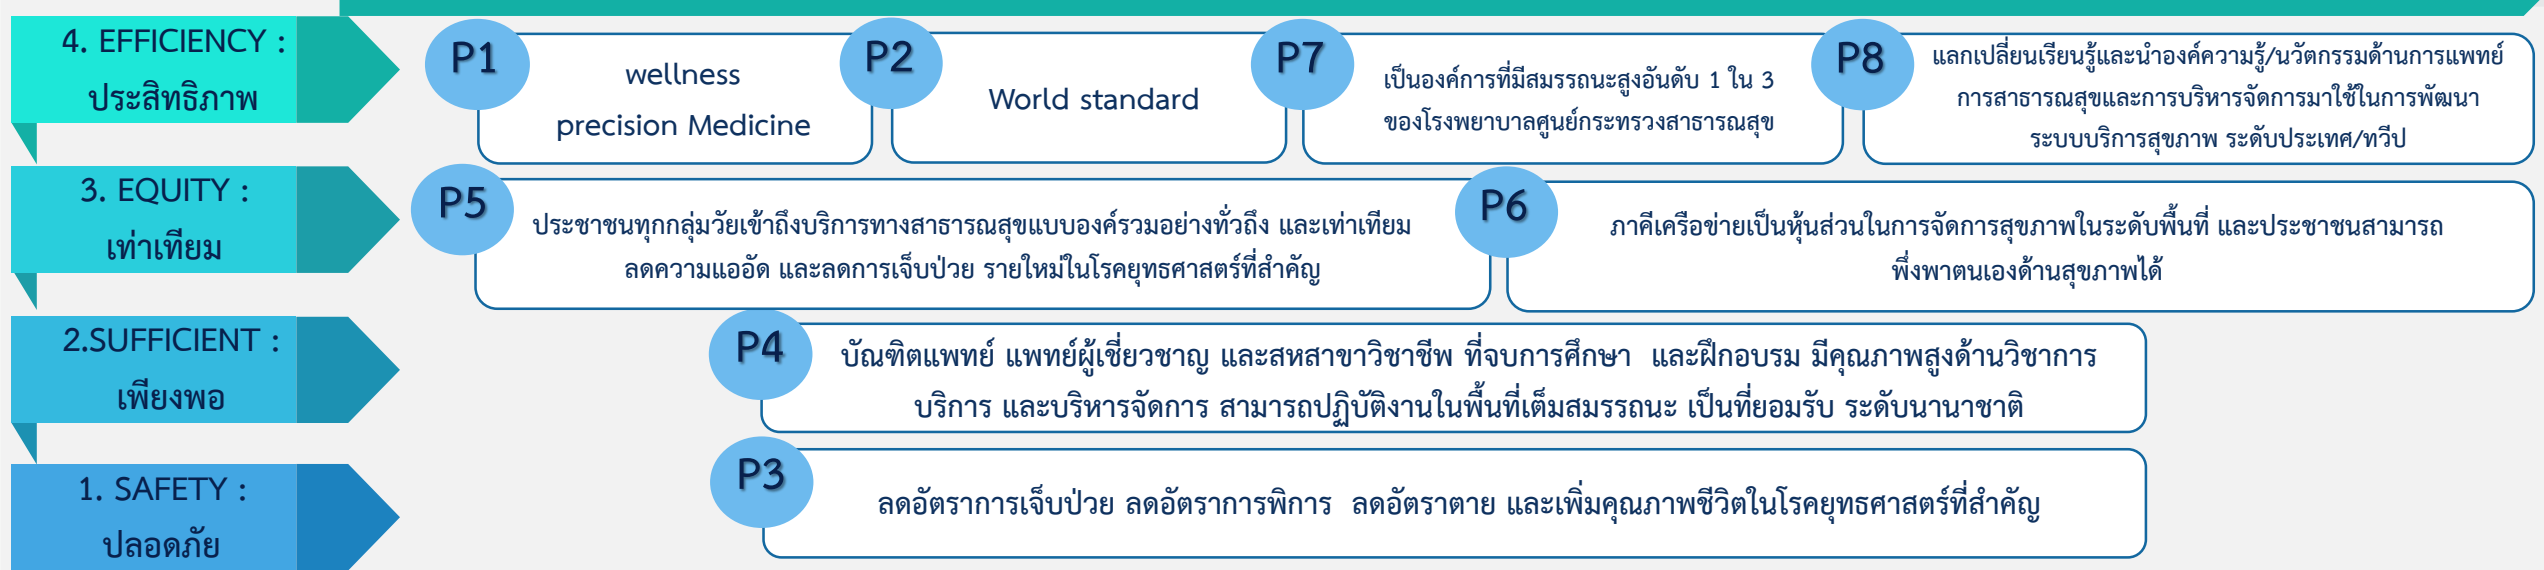 4. EFFICIENCY :
ประสิทธิภาพ
P1
wellness
precision Medicine
P2
World standard
P7
เป็นองค์การที่มีสมรรถนะสูงอันดับ 1 ใน 3
ของโรงพยาบาลศูนย์กระทรวงสาธารณสุข
P8
แลกเปลี่ยนเรียนรู้และนำองค์ความรู้/นวัตกรรมด้านการแพทย์
การสาธารณสุขและการบริหารจัดการมาใช้ในการพัฒนา
ระบบบริการสุขภาพ ระดับประเทศ/ทวีป
3. EQUITY :
เท่าเทียม
P5
ประชาชนทุกกลุ่มวัยเข้าถึงบริการทางสาธารณสุขแบบองค์รวมอย่างทั่วถึง และเท่าเทียม
ลดความแออัด และลดการเจ็บป่วย รายใหม่ในโรคยุทธศาสตร์ที่สำคัญ
P6
ภาคีเครือข่ายเป็นหุ้นส่วนในการจัดการสุขภาพในระดับพื้นที่ และประชาชนสามารถ
พึ่งพาตนเองด้านสุขภาพได้
2.SUFFICIENT :
เพียงพอ
P4
บัณฑิตแพทย์ แพทย์ผู้เชี่ยวชาญ และสหสาขาวิชาชีพ ที่จบการศึกษา และฝึกอบรม มีคุณภาพสูงด้านวิชาการ
บริการ และบริหารจัดการ สามารถปฏิบัติงานในพื้นที่เต็มสมรรถนะ เป็นที่ยอมรับ ระดับนานาชาติ
1. SAFETY :
ปลอดภัย
P3
ลดอัตราการเจ็บป่วย ลดอัตราการพิการ ลดอัตราตาย และเพิ่มคุณภาพชีวิตในโรคยุทธศาสตร์ที่สำคัญ